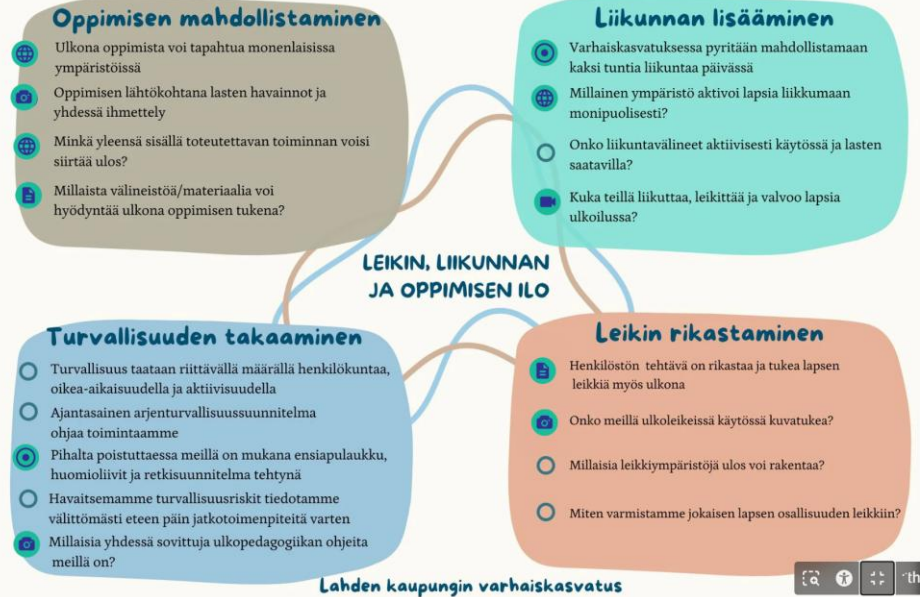 Oppimisen mahdollistaminen
Ulkona oppimista voi tapahtua monenlaisissa
ympäristöissä
Oppimisen lähtökohtana lasten havainnot ja
yhdessä ihmettely
Minkä yleensä sisällä toteutettavan toiminnan voisi
siirtää ulos?
Millaista välineistöä/materiaalia voi
hyödyntää ulkona oppimisen tukena?
Liikunnan lisääminen
Varhaiskasvatuksessa pyritään mahdollistamaan
kaksi tuntia liikuntaa päivässä
Millainen ympäristö aktivoi lapsia liikkumaan
monipuolisesti?
Onko liikuntavälineet aktiivisesti käytössä ja lasten
saatavilla?
Kuka teillä liikuttaa, leikittää ja valvoo lapsia
ulkoilussa?
LEIKIN, LIIKUNNAN
JA OPPIMISEN ILO
Turvallisuuden takaaminen
Turvallisuus taataan riittävällä määrällä henkilökuntaa,
oikea-aikaisuudella ja aktiivisuudella
Ajantasainen arjenturvallisuussuunnitelma
ohjaa toimintaamme
Pihalta poistuttaessa meillä on mukana ensiapulaukku,
huomioliivit ja retkisuunnitelma tehtynä
Havaitsemamme turvallisuusriskit tiedotamme
välittömästi eteen päin jatkotoimenpiteitä varten
Millaisia yhdessä sovittuja ulkopedagogiikan ohjeita
meillä on?
Leikin rikastaminen
Henkilöstön tehtävä on rikastaa ja tukea lapsen
leikkiä myös ulkona
Onko meillä ulkoleikeissä käytössä kuvatukea?
Millaisia leikkiympäristöjä ulos voi rakentaa?
Miten varmistamme jokaisen lapsen osallisuuden leikkiin?
Lahden kaupungin varhaiskasvatus